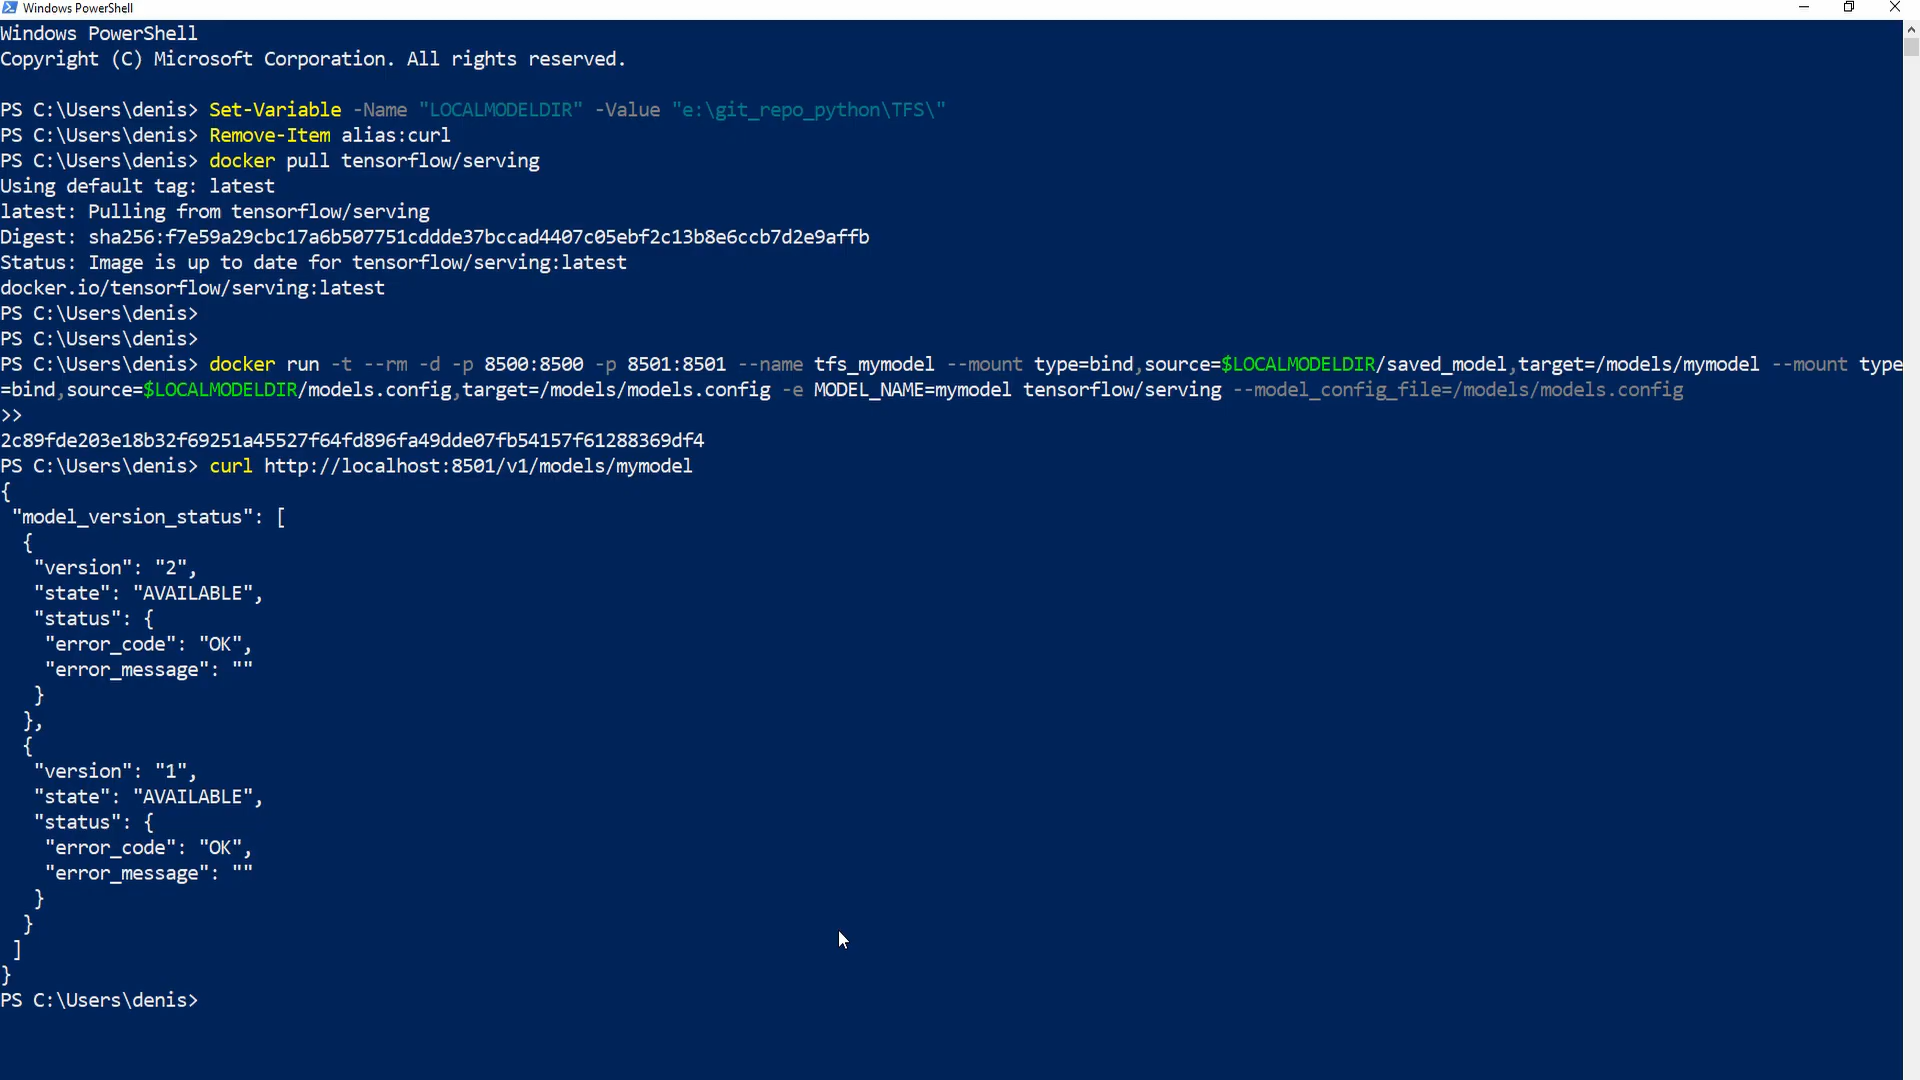 Windows PowerShell
Windows PowerShell
Copyright (C) Microsoft Corporation. All rights reserved.
PS C:\Users\denis> Set-Variable -Name "LOCALMODELDIR" -Value "e:\git_repo_python\TFS\"
PS C:\Users\denis> Remove-Item alias:curl
PS C:\Users\denis> docker pull tensorflow/serving
Using default tag: latest
latest: Pulling from tensorflow/serving
Digest: sha256:f7e59a29cbc17a6b507751cddde37bccad4407c05ebf2c13b8e6ccb7d2e9affb
Status: Image is up to date for tensorflow/serving:latest
docker.io/tensorflow/serving:latest
PS C:\Users\denis>
PS C:\Users\denis>
PS C:\Users\denis> docker run -t --rm -d -p 8500:8500 -p 8501:8501 --name tfs_mymodel --mount type=bind,source=$LOCALMODELDIR/saved_model,target=/models/mymodel --mount type
=bind,source=$LOCALMODELDIR/models.config,target=/models/models.config -e MODEL_NAME=mymodel tensorflow/serving --model_config_file=/models/models.config
>>
2c89fde203e18b32f69251a45527f64fd896fa49dde07fb54157f61288369df4
PS C:\Users\denis> curl http://localhost:8501/v1/models/mymodel
{
 "model_version_status": [
  {
   "version": "2",
   "state": "AVAILABLE",
   "status": {
    "error_code": "OK",
    "error_message": ""
   }
  },
  {
   "version": "1",
   "state": "AVAILABLE",
   "status": {
    "error_code": "OK",
    "error_message": ""
   }
  }
 ]
}
PS C:\Users\denis>